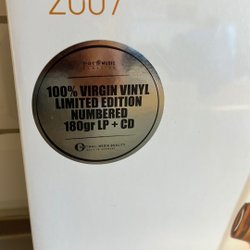 2007
100% VIRGIN VINYL
LIMITED EDITION
NUMBERED
180gr LP + CD